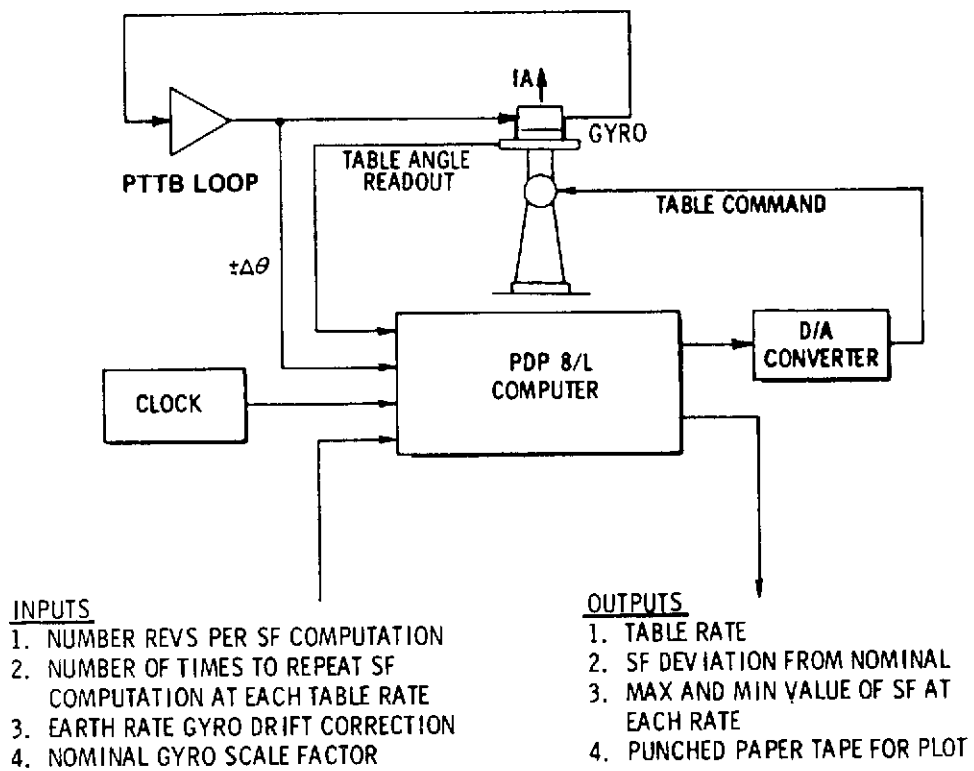 IA
GYRO
PTTB LOOP
TABLE ANGLE
READOUT
TABLE COMMAND
±Δθ
PDP 8/L
COMPUTER
D/A
CONVERTER
CLOCK
INPUTS
1. NUMBER REVS PER SF COMPUTATION
2. NUMBER OF TIMES TO REPEAT SF
COMPUTATION AT EACH TABLE RATE
3. EARTH RATE GYRO DRIFT CORRECTION
4. NOMINAL GYRO SCALE FACTOR
OUTPUTS
1. TABLE RATE
2. SF DEVIATION FROM NOMINAL
3. MAX AND MIN VALUE OF SF AT
EACH RATE
4. PUNCHED PAPER TAPE FOR PLOT